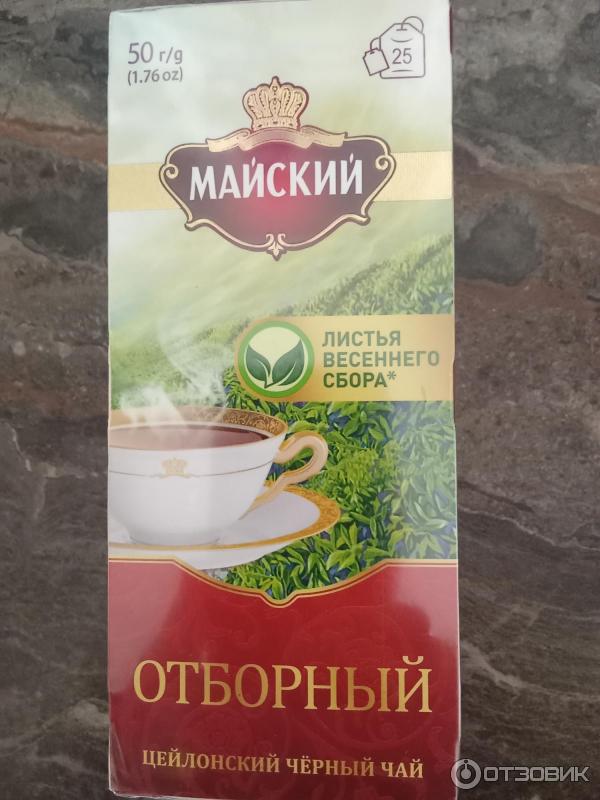 50 г/g
(1.76 oz)
25
МАЙСКИЙ
ЛИСТЬЯ
ВЕСЕННЕГО
СБОРА*
ОТБОРНЫЙ
ЦЕЙЛОНСКИЙ ЧЁРНЫЙ ЧАЙ
ОТЗОВИК